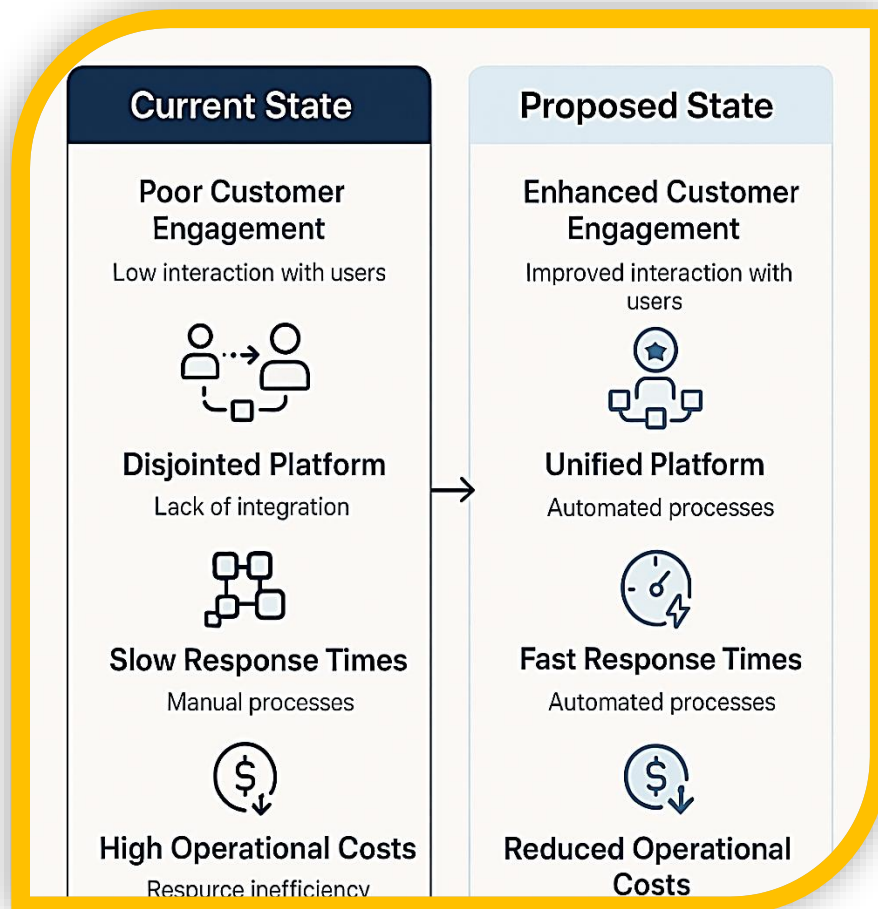 Current State
Poor Customer
Engagement
Low interaction with users
Disjointed Platform
Lack of integration
Slow Response Times
Manual processes
$
High Operational Costs
Respurce inefficiency
Proposed State
Enhanced Customer
Engagement
Improved interaction with
users
Unified Platform
Automated processes
Fast Response Times
Automated processes
$
Reduced Operational
Costs